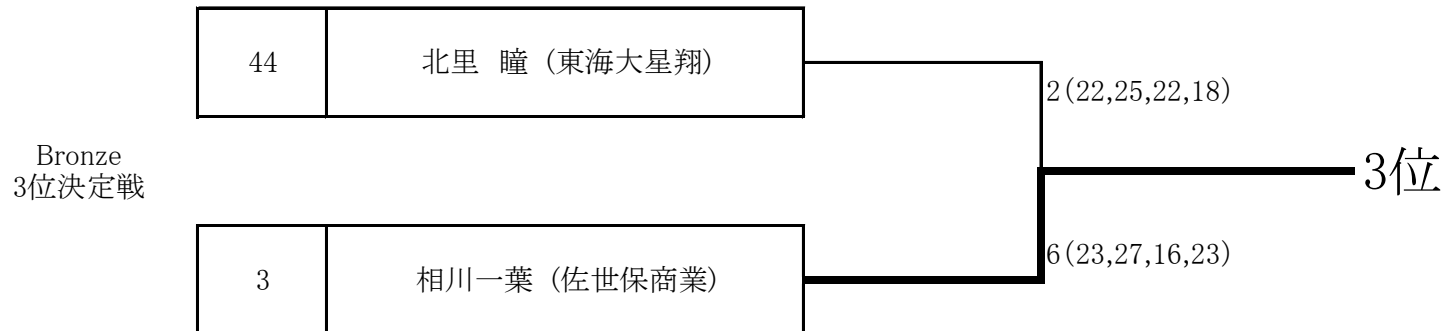 44
北里 瞳 (東海大星翔)
2(22,25,22,18)
Bronze
3位決定戦
3位
6(23,27,16,23)
3
相川一葉 (佐世保商業)